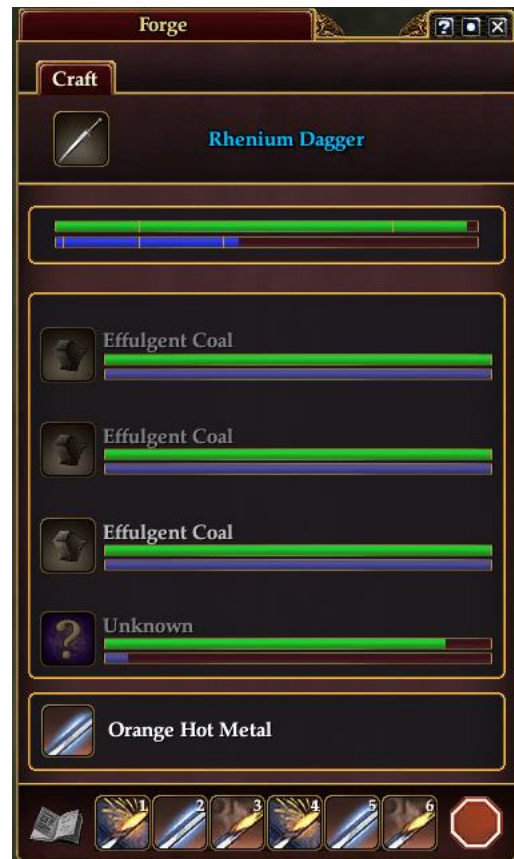 Forge
?
Craft
Rhenium Dagger
Effulgent Coal
Effulgent Coal
Effulgent Coal
?
Unknown
Orange Hot Metal
1 2 3 4 5 6